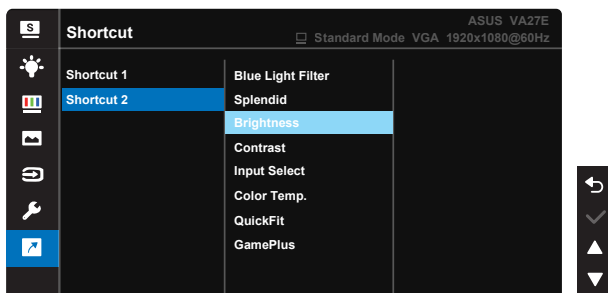 S
Shortcut
ASUS VA27E
Standard Mode VGA 1920x1080@60Hz
Shortcut 1
Shortcut 2
Blue Light Filter
Splendid
Brightness
Contrast
Input Select
Color Temp.
QuickFit
GamePlus